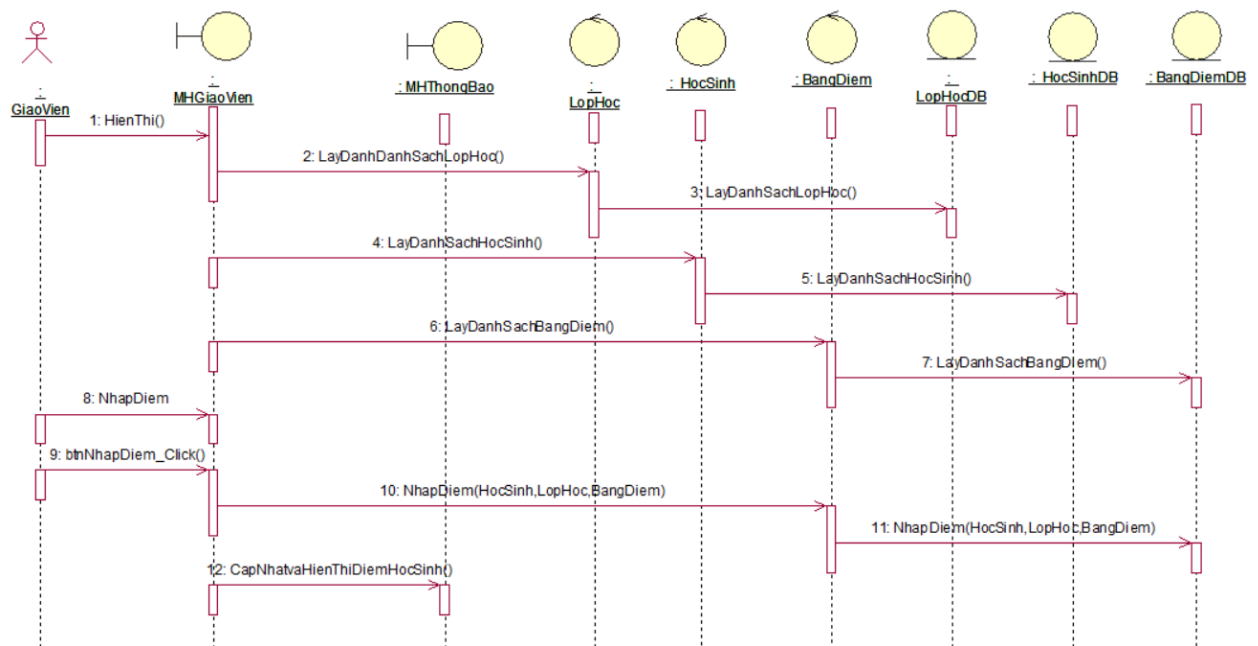 :
GiaoVien
:
MHGiaoVien
: MHThongBao
:
LopHoc
: HocSinh
: BangDiem
:
LopHocDB
: HocSinhDB
: BangDiemDB
1: HienThi()
2: LayDanhDanhSachLopHoc()
3: LayDanhSachLopHoc()
4: LayDanhSachHocSinh()
5: LayDanhSachHocSinh()
6: LayDanhSachBangDiem()
7: LayDanhSachBangDiem()
8: NhapDiem
9: btnNhapDiem_Click()
10: NhapDiem(HocSinh,LopHoc,BangDiem)
11: NhapDiem(HocSinh,LopHoc,BangDiem)
12: CapNhatvaHienThiDiemHocSinh()